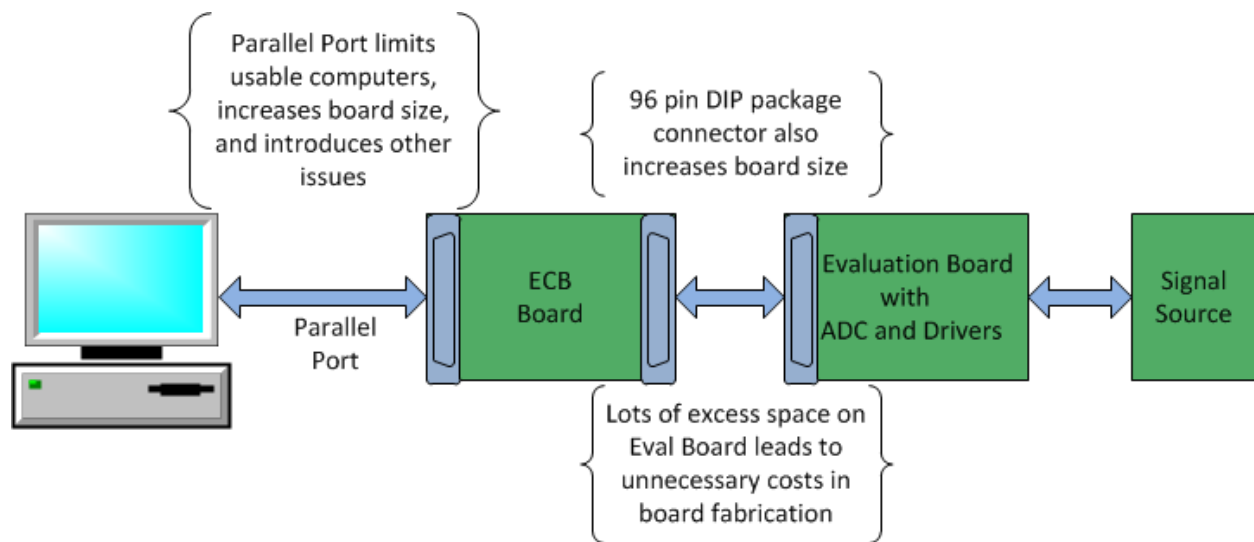 Parallel Port limits
usable computers,
increases board size,
and introduces other
issues
96 pin DIP package
connector also
increases board size
Parallel
Port
ECB
Board
Evaluation Board
with
ADC and Drivers
Signal
Source
Lots of excess space on
Eval Board leads to
unnecessary costs in
board fabrication